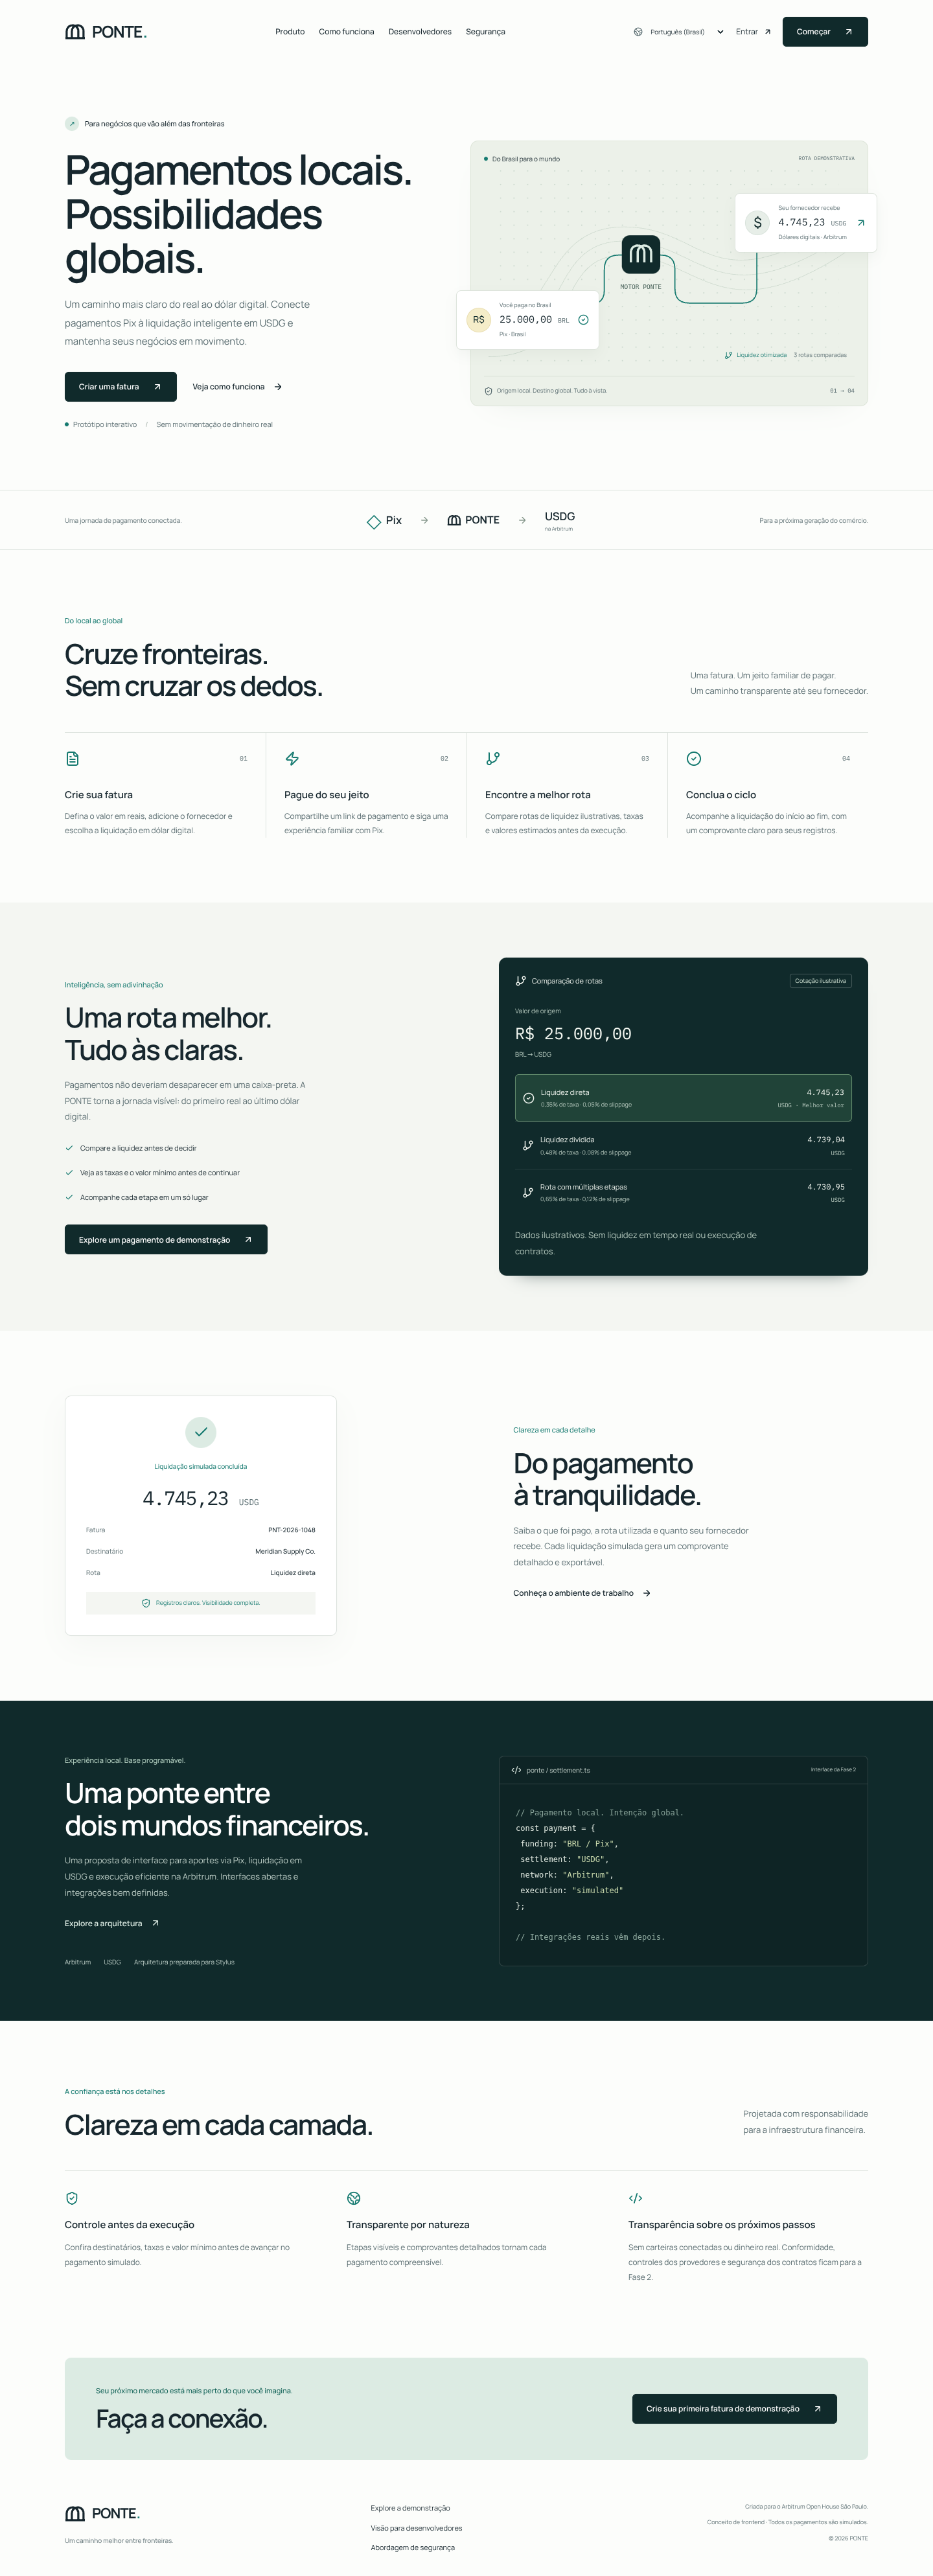 PONTE.
Produto Como funciona Desenvolvedores Segurança
Português (Brasil) Entrar Começar
Para negócios que vão além das fronteiras
Pagamentos locais.
Possibilidades
globais.
Um caminho mais claro do real ao dólar digital. Conecte
pagamentos Pix à liquidação inteligente em USDG e
mantenha seus negócios em movimento.
Criar uma fatura Veja como funciona
Protótipo interativo / Sem movimentação de dinheiro real
Do Brasil para o mundo ROTA DEMONSTRATIVA
Seu fornecedor recebe
$ 4.745,23 USDG
Dólares digitais · Arbitrum
MOTOR PONTE
Você paga no Brasil
R$ 25.000,00 BRL
Pix · Brasil
Liquidez otimizada 3 rotas comparadas
Origem local. Destino global. Tudo à vista. 01 — 04
Uma jornada de pagamento conectada.
Pix → PONTE → USDG
na Arbitrum
Para a próxima geração do comércio.
Do local ao global
Cruze fronteiras.
Sem cruzar os dedos.
Uma fatura. Um jeito familiar de pagar.
Um caminho transparente até seu fornecedor.
01
Crie sua fatura
Defina o valor em reais, adicione o fornecedor e
escolha a liquidação em dólar digital.
02
Pague do seu jeito
Compartilhe um link de pagamento e siga uma
experiência familiar com Pix.
03
Encontre a melhor rota
Compare rotas de liquidez ilustrativas, taxas
e valores estimados antes da execução.
04
Conclua o ciclo
Acompanhe a liquidação do início ao fim, com
um comprovante claro para seus registros.
Inteligência, sem adivinhação
Uma rota melhor.
Tudo às claras.
Pagamentos não deveriam desaparecer em uma caixa-preta. A
PONTE torna a jornada visível: do primeiro real ao último dólar
digital.
Compare a liquidez antes de decidir
Veja as taxas e o valor mínimo antes de continuar
Acompanhe cada etapa em um só lugar
Explore um pagamento de demonstração
Comparação de rotas Cotação ilustrativa
Valor de origem
R$ 25.000,00
BRL → USDG
Liquidez direta 4.745,23
0,35% de taxa · 0,05% de slippage USDG · Melhor valor
Liquidez dividida 4.739,04
0,48% de taxa · 0,08% de slippage USDG
Rota com múltiplas etapas 4.730,95
0,65% de taxa · 0,12% de slippage USDG
Dados ilustrativos. Sem liquidez em tempo real ou execução de
contratos.
Liquidação simulada concluída
4.745,23 USDG
Fatura PNT-2026-1048
Destinatário Meridian Supply Co.
Rota Liquidez direta
Registros claros. Visibilidade completa.
Clareza em cada detalhe
Do pagamento
à tranquilidade.
Saiba o que foi pago, a rota utilizada e quanto seu fornecedor
recebe. Cada liquidação simulada gera um comprovante
detalhado e exportável.
Conheça o ambiente de trabalho
Experiência local. Base programável.
Uma ponte entre
dois mundos financeiros.
Uma proposta de interface para aportes via Pix, liquidação em
USDG e execução eficiente na Arbitrum. Interfaces abertas e
integrações bem definidas.
Explore a arquitetura
Arbitrum USDG Arquitetura preparada para Stylus
ponte / settlement.ts Interface da Fase 2
// Pagamento local. Intenção global.
const payment = {
funding: "BRL / Pix",
settlement: "USDG",
network: "Arbitrum",
execution: "simulated"
};
// Integrações reais vêm depois.
A confiança está nos detalhes
Clareza em cada camada.
Projetada com responsabilidade
para a infraestrutura financeira.
Controle antes da execução
Confira destinatários, taxas e valor mínimo antes de avançar no
pagamento simulado.
Transparente por natureza
Etapas visíveis e comprovantes detalhados tornam cada
pagamento compreensível.
Transparência sobre os próximos passos
Sem carteiras conectadas ou dinheiro real. Conformidade,
controles dos provedores e segurança dos contratos ficam para a
Fase 2.
Seu próximo mercado está mais perto do que você imagina.
Faça a conexão.
Crie sua primeira fatura de demonstração
PONTE.
Um caminho melhor entre fronteiras.
Explore a demonstração
Visão para desenvolvedores
Abordagem de segurança
Criada para o Arbitrum Open House São Paulo.
Conceito de frontend · Todos os pagamentos são simulados.
© 2026 PONTE